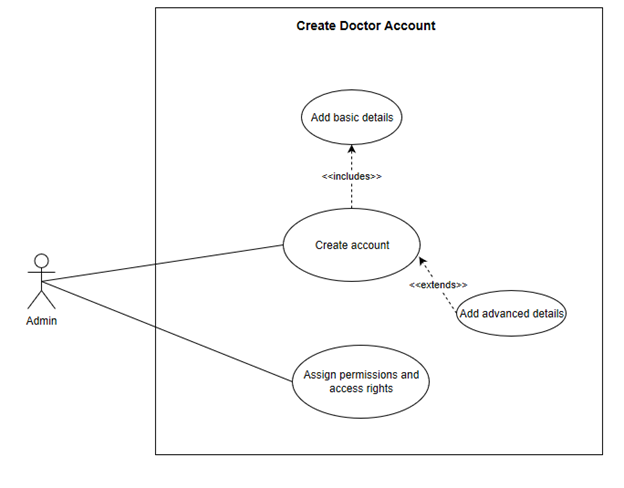 Create Doctor Account
Add basic details
<<includes>>
Create account
<<extends>>
Add advanced details
Admin
Assign permissions and
access rights